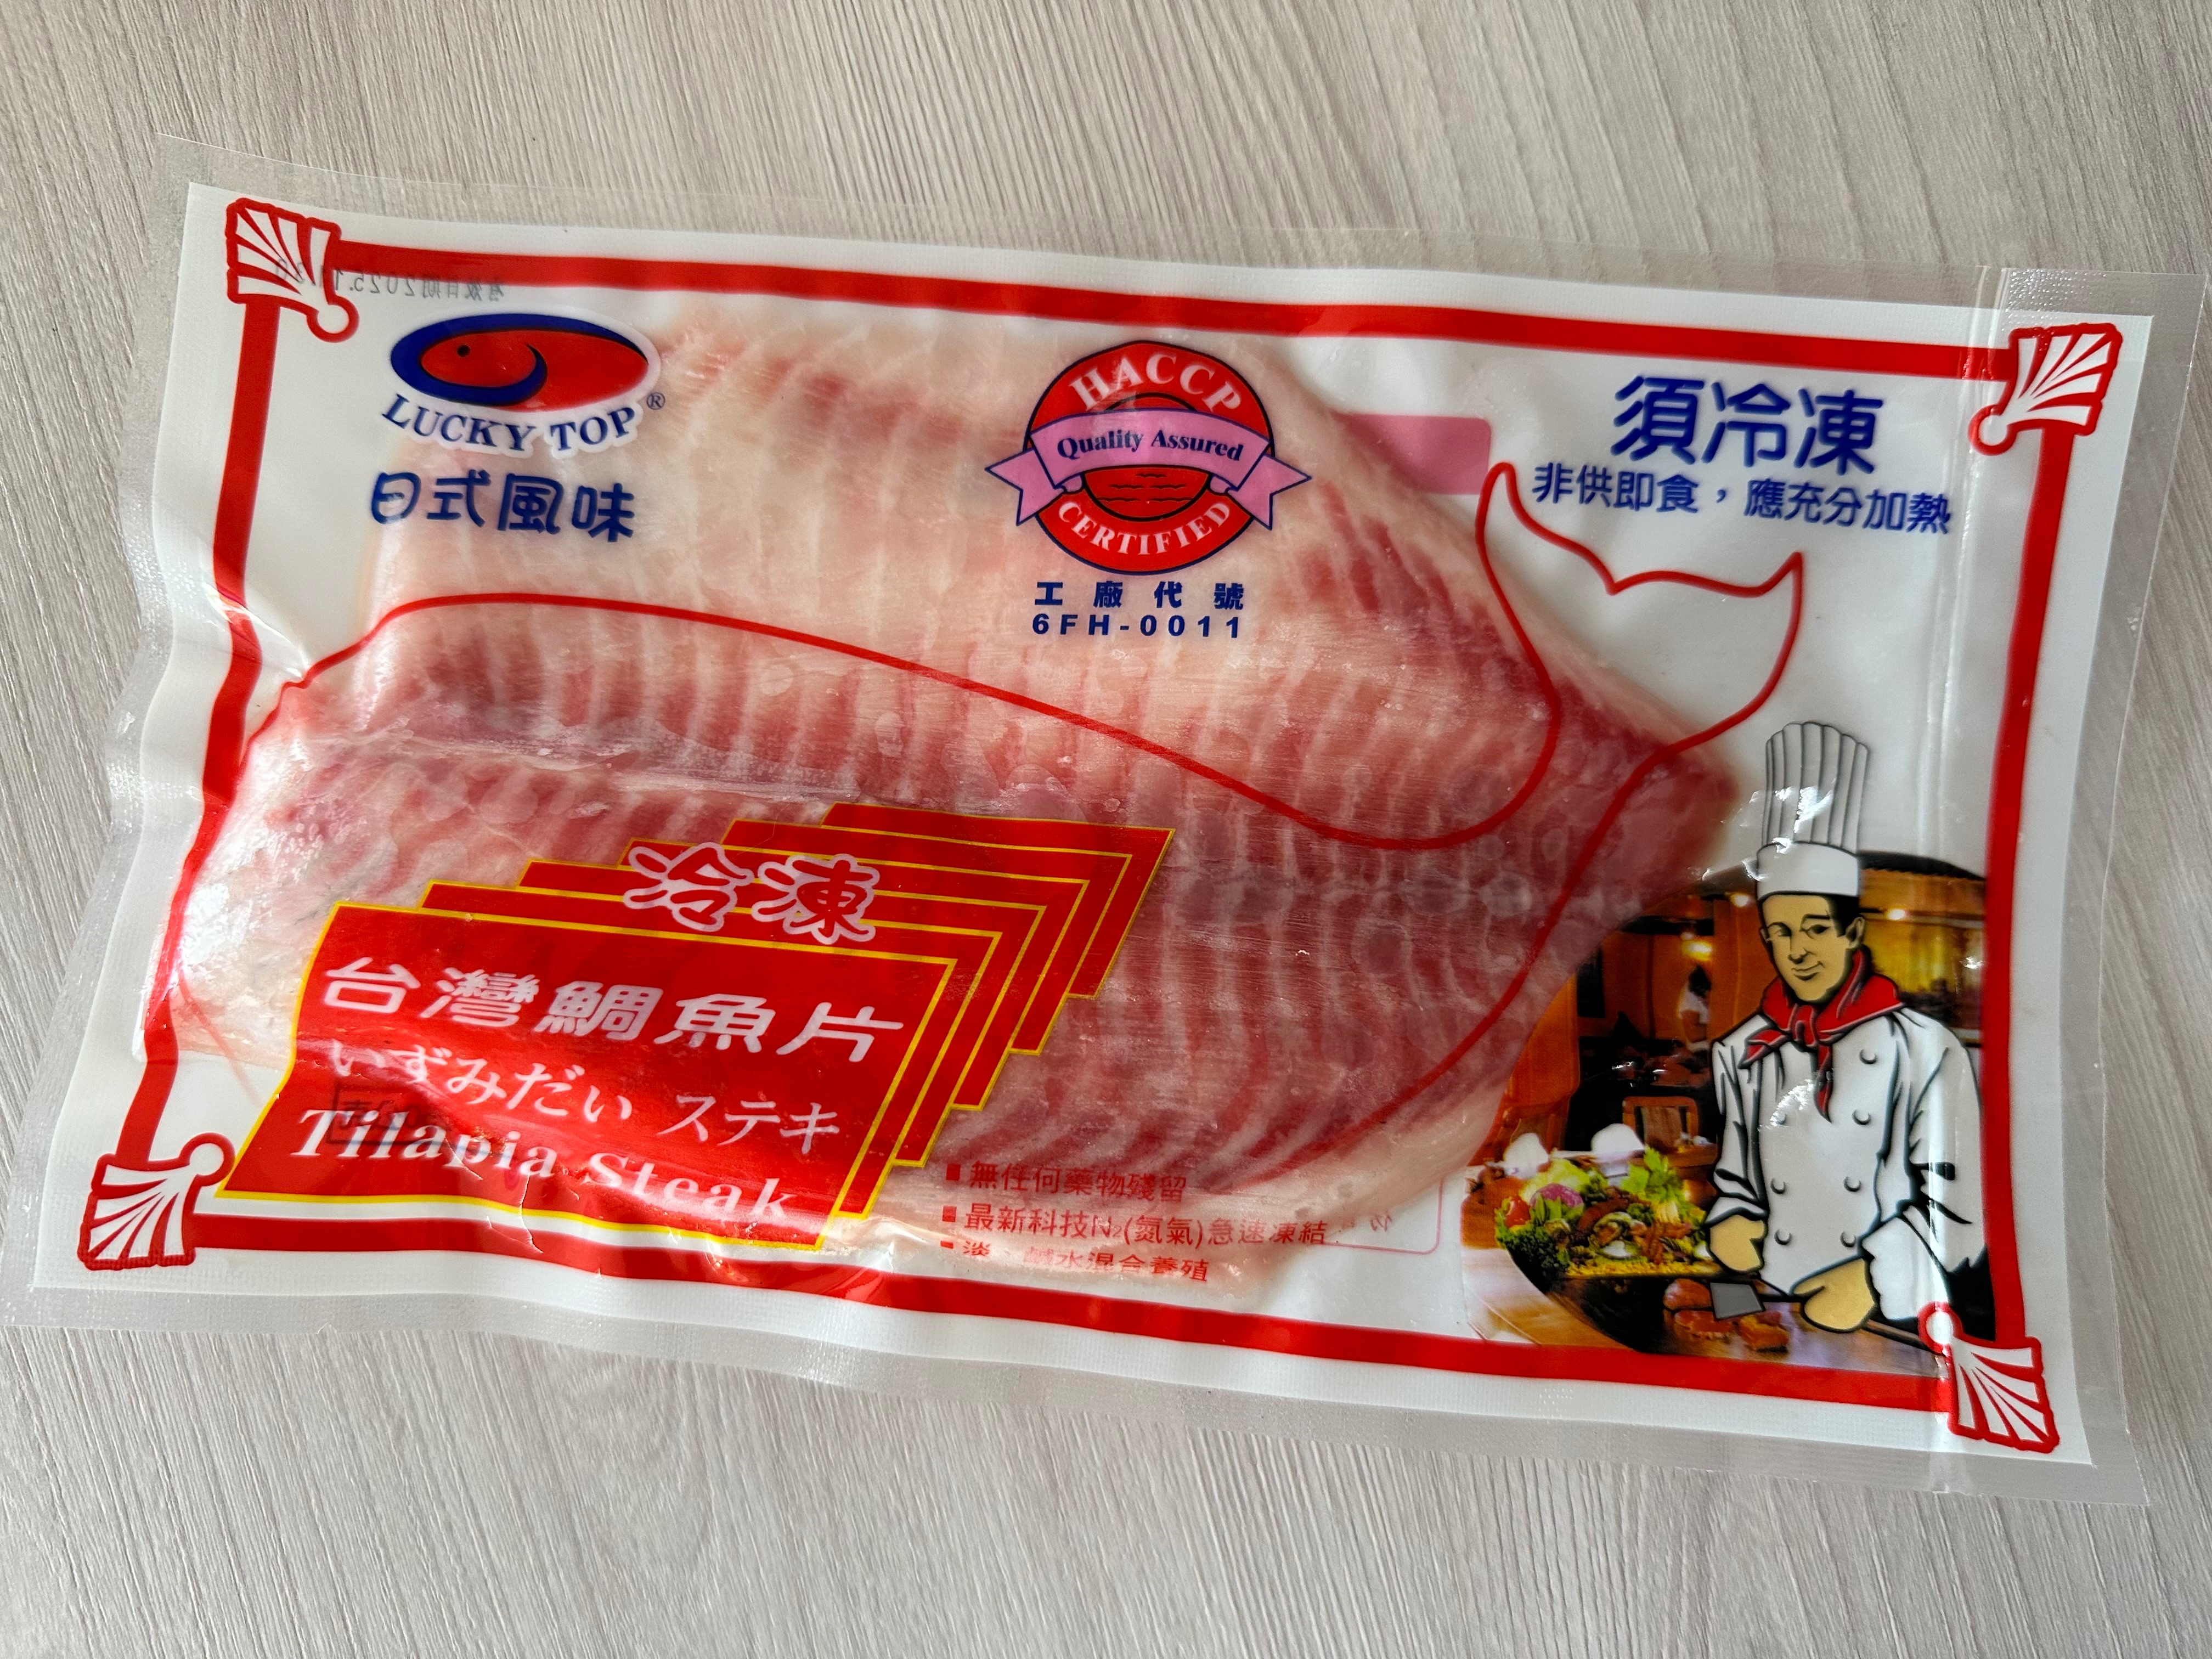 LUCKY TOP®
日式風味
HACCP
Quality Assured
CERTIFIED
工廠代號
6FH-0011
須冷凍
非供即食，應充分加熱
冷凍
台灣鯛魚片
いずみだい ステキ
Tilapia Steak
■ 無任何藥物殘留
■ 最新科技N₂(氮氣)急速凍結
■ 淡、鹹水混合養殖